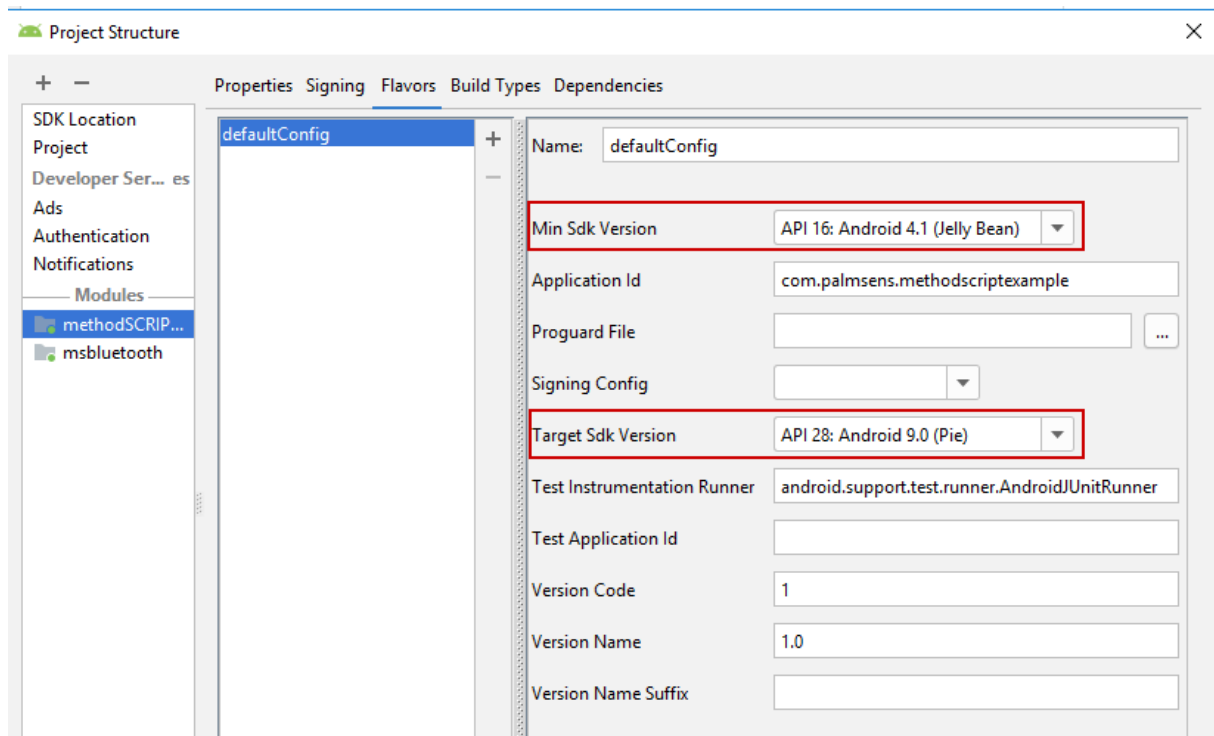 Project Structure
Properties Signing Flavors Build Types Dependencies
SDK Location
Project
Developer Ser... es
Ads
Authentication
Notifications
Modules
methodSCRIP...
msbluetooth
defaultConfig
Name: defaultConfig
Min Sdk Version API 16: Android 4.1 (Jelly Bean)
Application Id com.palmsens.methodscriptexample
Proguard File ...
Signing Config
Target Sdk Version API 28: Android 9.0 (Pie)
Test Instrumentation Runner android.support.test.runner.AndroidJUnitRunner
Test Application Id
Version Code 1
Version Name 1.0
Version Name Suffix